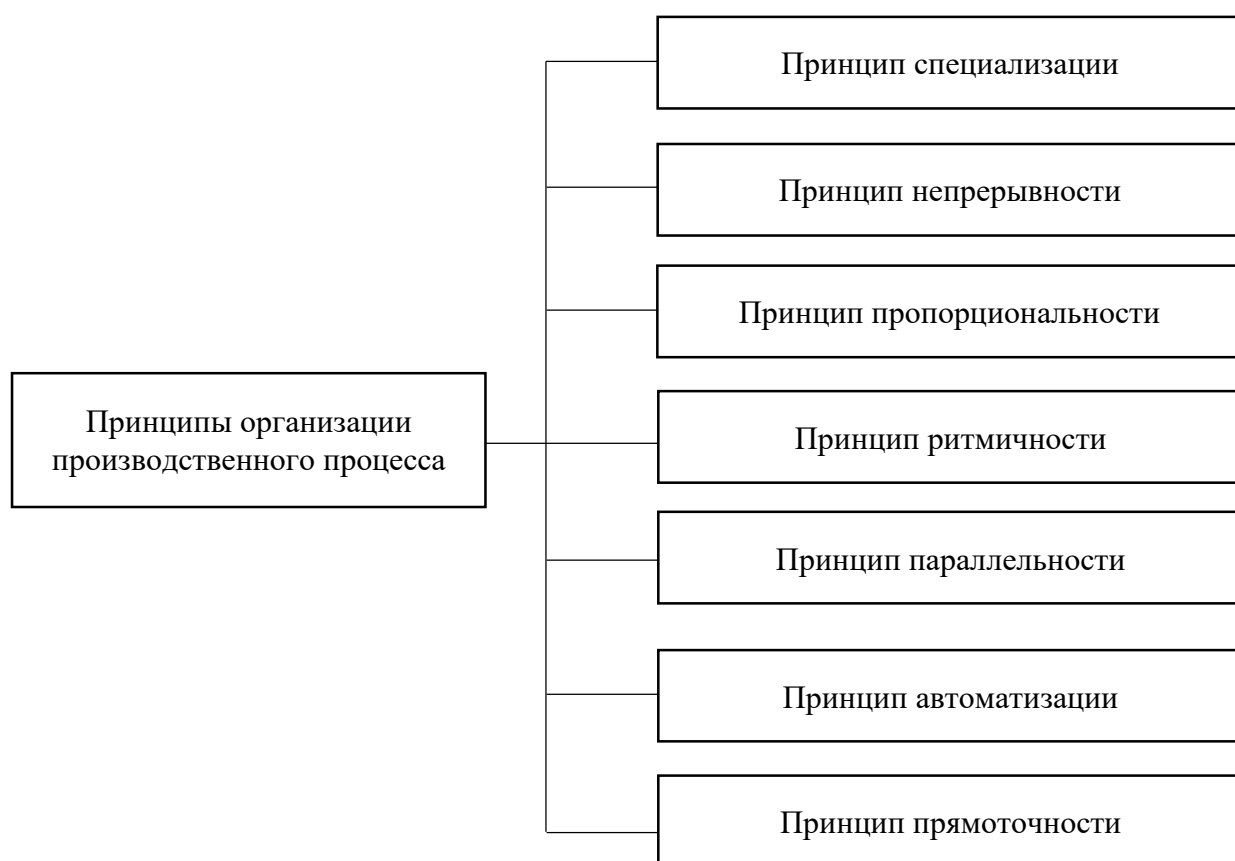 Принцип специализации
Принцип непрерывности
Принцип пропорциональности
Принципы организации
производственного процесса
Принцип ритмичности
Принцип параллельности
Принцип автоматизации
Принцип прямоточности